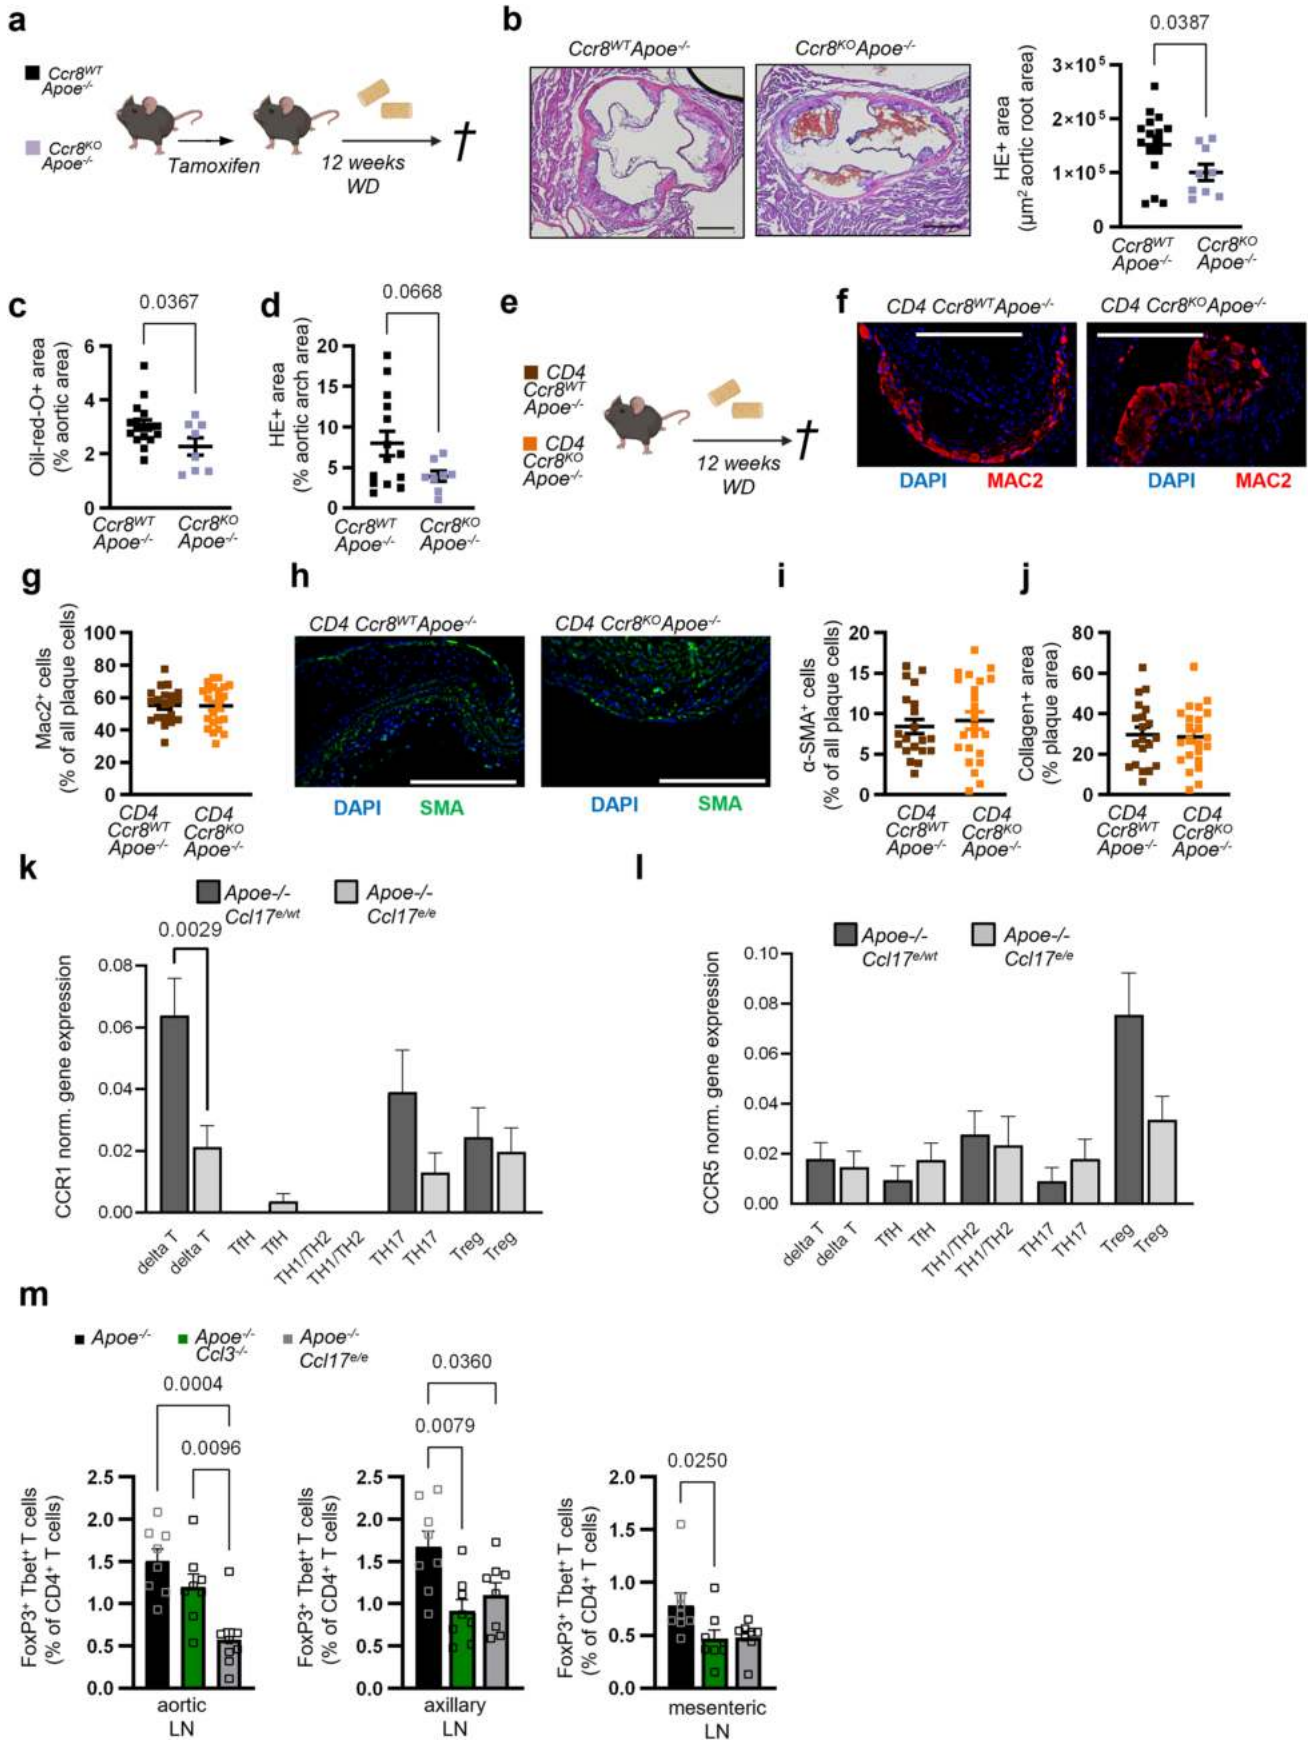 a
Ccr8WT
Apoe-/-
Ccr8KO
Apoe-/-
Tamoxifen
12 weeks
WD
†
b
Ccr8WTApoe-/-
Ccr8KOApoe-/-
0.0387
HE+ area
(µm2 aortic root area)
3×10 5
2×10 5
1×10 5
0
Ccr8WT
Apoe-/-
Ccr8KO
Apoe-/-
c
0.0367
Oil-red-O+ area
(% aortic area)
6
4
2
0
Ccr8WT
Apoe-/-
Ccr8KO
Apoe-/-
d
0.0668
HE+ area
(% aortic arch area)
20
15
10
5
0
Ccr8WT
Apoe-/-
Ccr8KO
Apoe-/-
e
CD4
Ccr8WT
Apoe-/-
CD4
Ccr8KO
Apoe-/-
12 weeks
WD
†
f
CD4 Ccr8WTApoe-/-
CD4 Ccr8KOApoe-/-
DAPI MAC2
DAPI MAC2
g
Mac2+ cells
(% of all plaque cells)
100
80
60
40
20
0
CD4
Ccr8WT
Apoe-/-
CD4
Ccr8KO
Apoe-/-
h
CD4 Ccr8WTApoe-/-
CD4 Ccr8KOApoe-/-
DAPI SMA
DAPI SMA
i
α-SMA+ cells
(% of all plaque cells)
20
15
10
5
0
CD4
Ccr8WT
Apoe-/-
CD4
Ccr8KO
Apoe-/-
j
Collagen+ area
(% plaque area)
80
60
40
20
0
CD4
Ccr8WT
Apoe-/-
CD4
Ccr8KO
Apoe-/-
k
Apoe-/-
Ccl17e/wt
Apoe-/-
Ccl17e/e
0.0029
CCR1 norm. gene expression
0.08
0.06
0.04
0.02
0.00
delta T
delta T
TfH
TfH
TH1/TH2
TH1/TH2
TH17
TH17
Treg
Treg
l
Apoe-/-
Ccl17e/wt
Apoe-/-
Ccl17e/e
CCR5 norm. gene expression
0.10
0.08
0.06
0.04
0.02
0.00
delta T
delta T
TfH
TfH
TH1/TH2
TH1/TH2
TH17
TH17
Treg
Treg
m
Apoe-/-
Apoe-/-
Ccl3-/-
Apoe-/-
Ccl17e/e
0.0004
0.0096
FoxP3+ Tbet+ T cells
(% of CD4+ T cells)
2.5
2.0
1.5
1.0
0.5
0.0
aortic
LN
0.0360
0.0079
FoxP3+ Tbet+ T cells
(% of CD4+ T cells)
2.5
2.0
1.5
1.0
0.5
0.0
axillary
LN
0.0250
FoxP3+ Tbet+ T cells
(% of CD4+ T cells)
2.0
1.5
1.0
0.5
0.0
mesenteric
LN